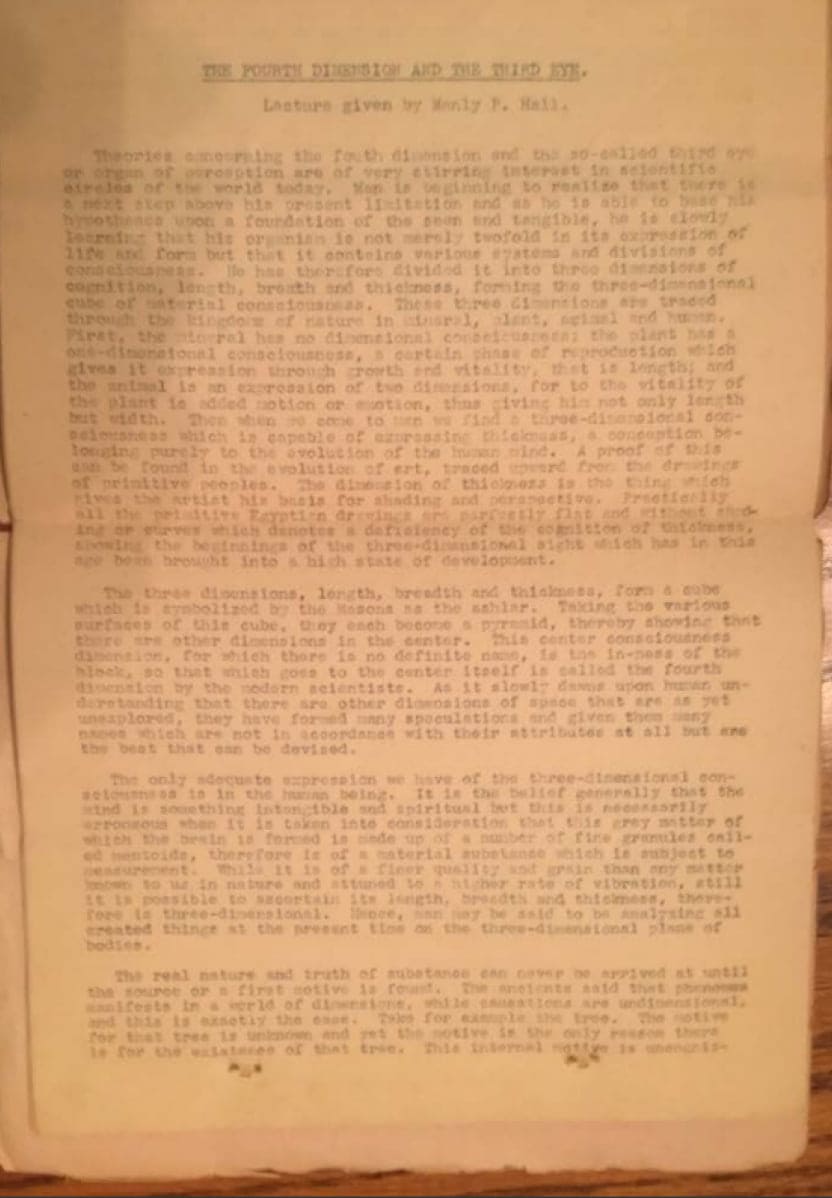 THE FOURTH DIMENSION AND THE THIRD EYE.
Lecture given by Manly P. Hall.
Theories concerning the fouth dimension and the so-called third eye
or organ of perception are of very stirring interest in scientific
circles of the world today. Man is beginning to realize that there is
a next step above his present limitation and as he is able to base his
hypotheses upon a foundation of the seen and tangible, he is slowly
learning that his organism is not merely twofold in its expression of
life and form but that it contains various systems and divisions of
consciousness. He has therefore divided it into three dimensions of
cognition, length, breath and thickness, forming the three-dimensional
cube of material consciousness. These three dimensions are traced
through the kingdoms of nature in mineral, plant, animal and human.
First, the mineral has no dimensional consciousness; the plant has a
one-dimensional consciousness, a certain phase of reproduction which
gives it expression through growth and vitality, that is length; and
the animal is an expression of two dimensions, for to the vitality of
the plant is added motion or emotion, thus giving him not only length
but width. Then when we come to man we find a three-dimensional con-
sciousness which is capable of expressing thickness, a conception be-
longing purely to the evolution of the human mind. A proof of this
can be found in the evolution of art, traced upward from the drawings
of primitive peoples. The dimension of thickness is the thing which
gives the artist his basis for shading and perspective. Practically
all the primitive Egyptian drawings are perfectly flat and without shad-
ing or curves which denotes a deficiency of the cognition of thickness,
showing the beginnings of the three-dimensional sight which has in this
age been brought into a high state of development.
The three dimensions, length, breadth and thickness, form a cube
which is symbolized by the Masons as the ashlar. Taking the various
surfaces of this cube, they each become a pyramid, thereby showing that
there are other dimensions in the center. This center consciousness
dimension, for which there is no definite name, is the in-ness of the
block, so that which goes to the center itself is called the fourth
dimension by the modern scientists. As it slowly dawns upon human un-
derstanding that there are other dimensions of space that are as yet
unexplored, they have formed many speculations and given them many
names which are not in accordance with their attributes at all but are
the best that can be devised.
The only adequate expression we have of the three-dimensional con-
sciousness is in the human being. It is the belief generally that the
mind is something intangible and spiritual but this is necessarily
erroneous when it is taken into consideration that this grey matter of
which the brain is formed is made up of a number of fine granules call-
ed mentoids, therefore is of a material substance which is subject to
measurement. While it is of a finer quality and grain than any matter
known to us in nature and attuned to a higher rate of vibration, still
it is possible to ascertain its length, breadth and thickness, there-
fore is three-dimensional. Hence, man may be said to be analyzing all
created things at the present time on the three-dimensional plane of
bodies.
The real nature and truth of substance can never be arrived at until
the source or a first motive is found. The ancients said that phenomena
manifests in a world of dimensions, while causations are undimensional,
and this is exactly the case. Take for example the tree. The motive
for that tree is unknown and yet the motive is the only reason there
is for the existence of that tree. This internal motive is